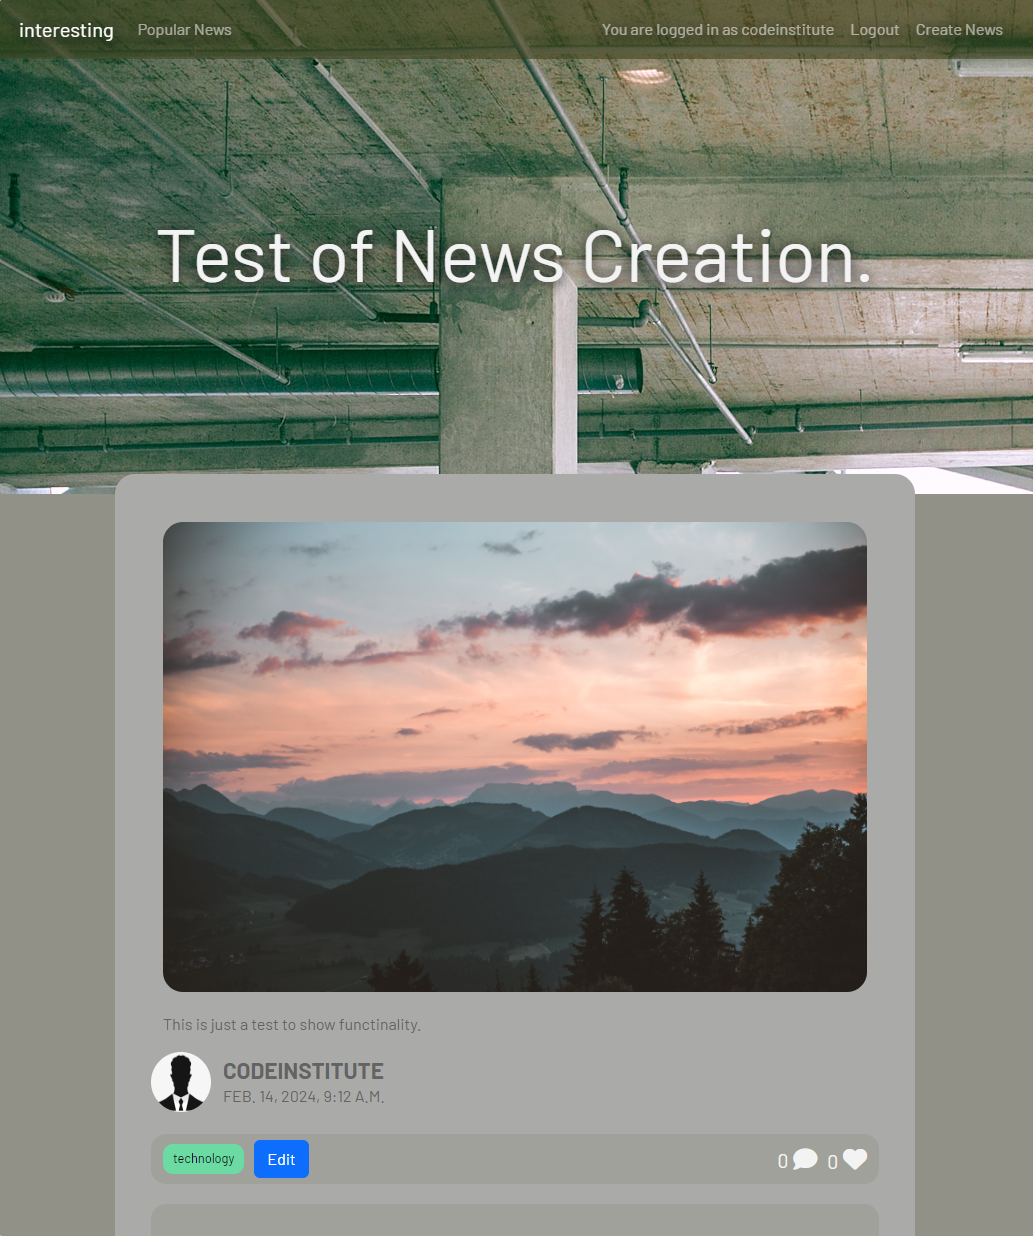 interesting Popular News You are logged in as codeinstitute Logout Create News
Test of News Creation.
This is just a test to show functinality.
CODEINSTITUTE
FEB. 14, 2024, 9:12 A.M.
technology Edit 0 0